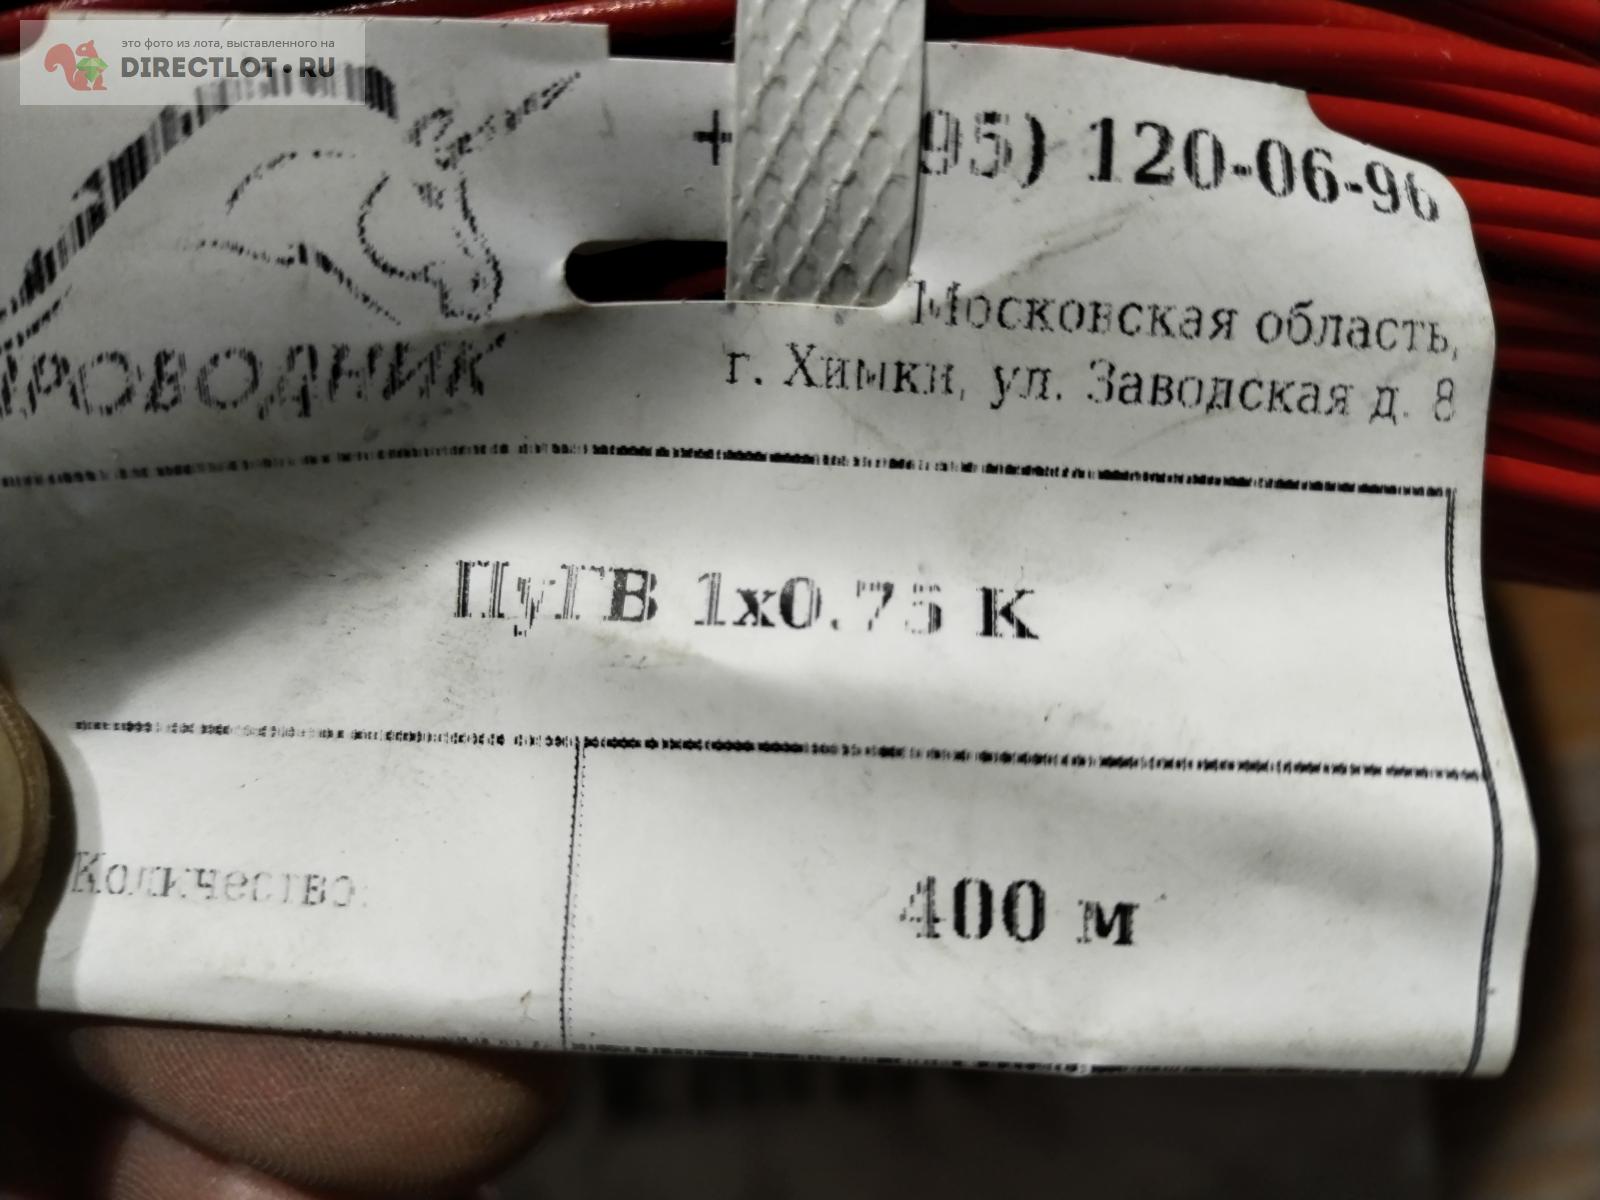 это фото из лота, выставленного на
DIRECTLOT.RU
+ 95) 120-06-96
Московская область,
г. Химки, ул. Заводская д. 8
ПРОВОДНИК
ПуГВ 1х0.75 К
Количество:
400 м